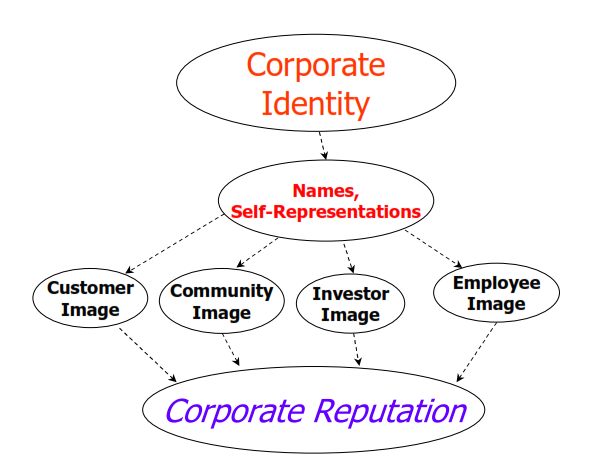 Corporate
Identity
Names,
Self-Representations
Customer
Image
Community
Image
Investor
Image
Employee
Image
Corporate Reputation